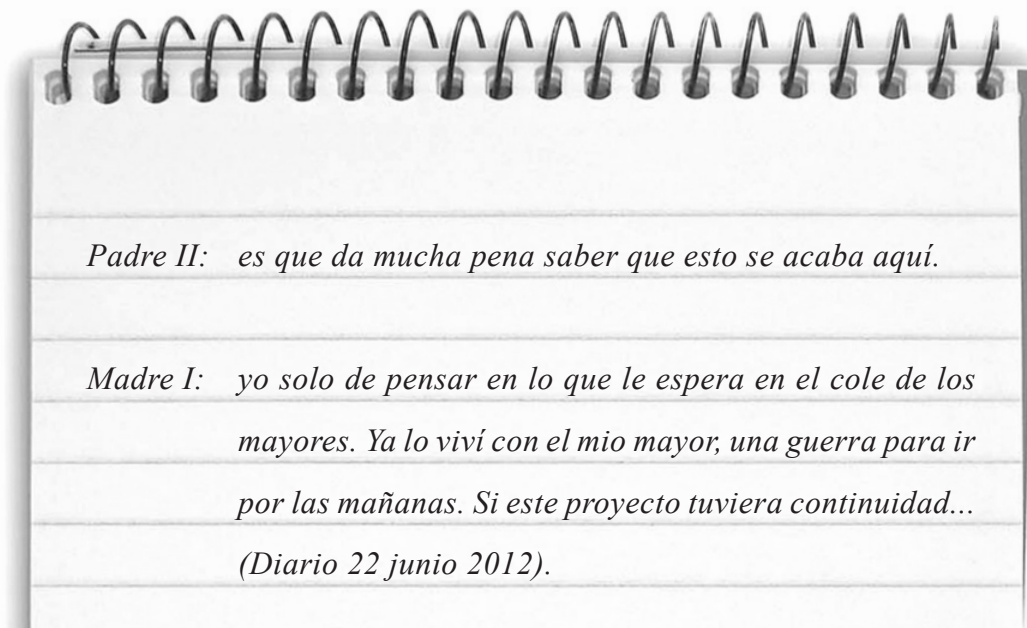 Padre II: es que da mucha pena saber que esto se acaba aquí.
Madre I: yo solo de pensar en lo que le espera en el cole de los
mayores. Ya lo viví con el mio mayor, una guerra para ir
por las mañanas. Si este proyecto tuviera continuidad...
(Diario 22 junio 2012).